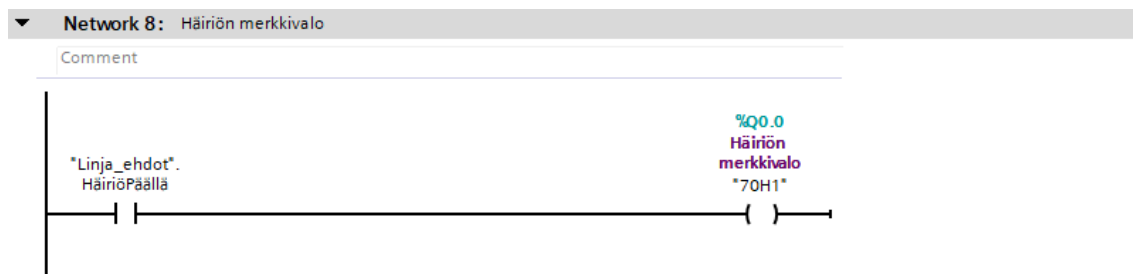 Network 8: Häiriön merkkivalo
Comment
%Q0.0
Häiriön
merkkivalo
"70H1"
"Linja_ehdot".
HäiriöPäällä